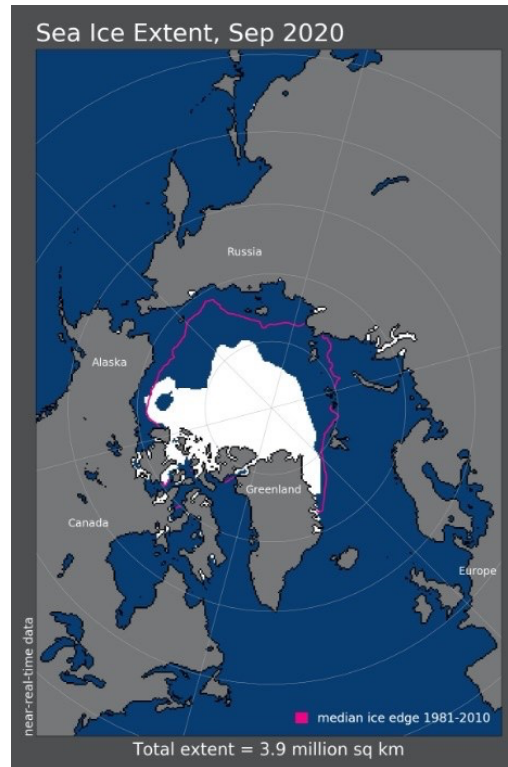 Sea Ice Extent, Sep 2020
Russia
Alaska
Greenland
Canada
Europe
near-real-time data
median ice edge 1981-2010
Total extent = 3.9 million sq km